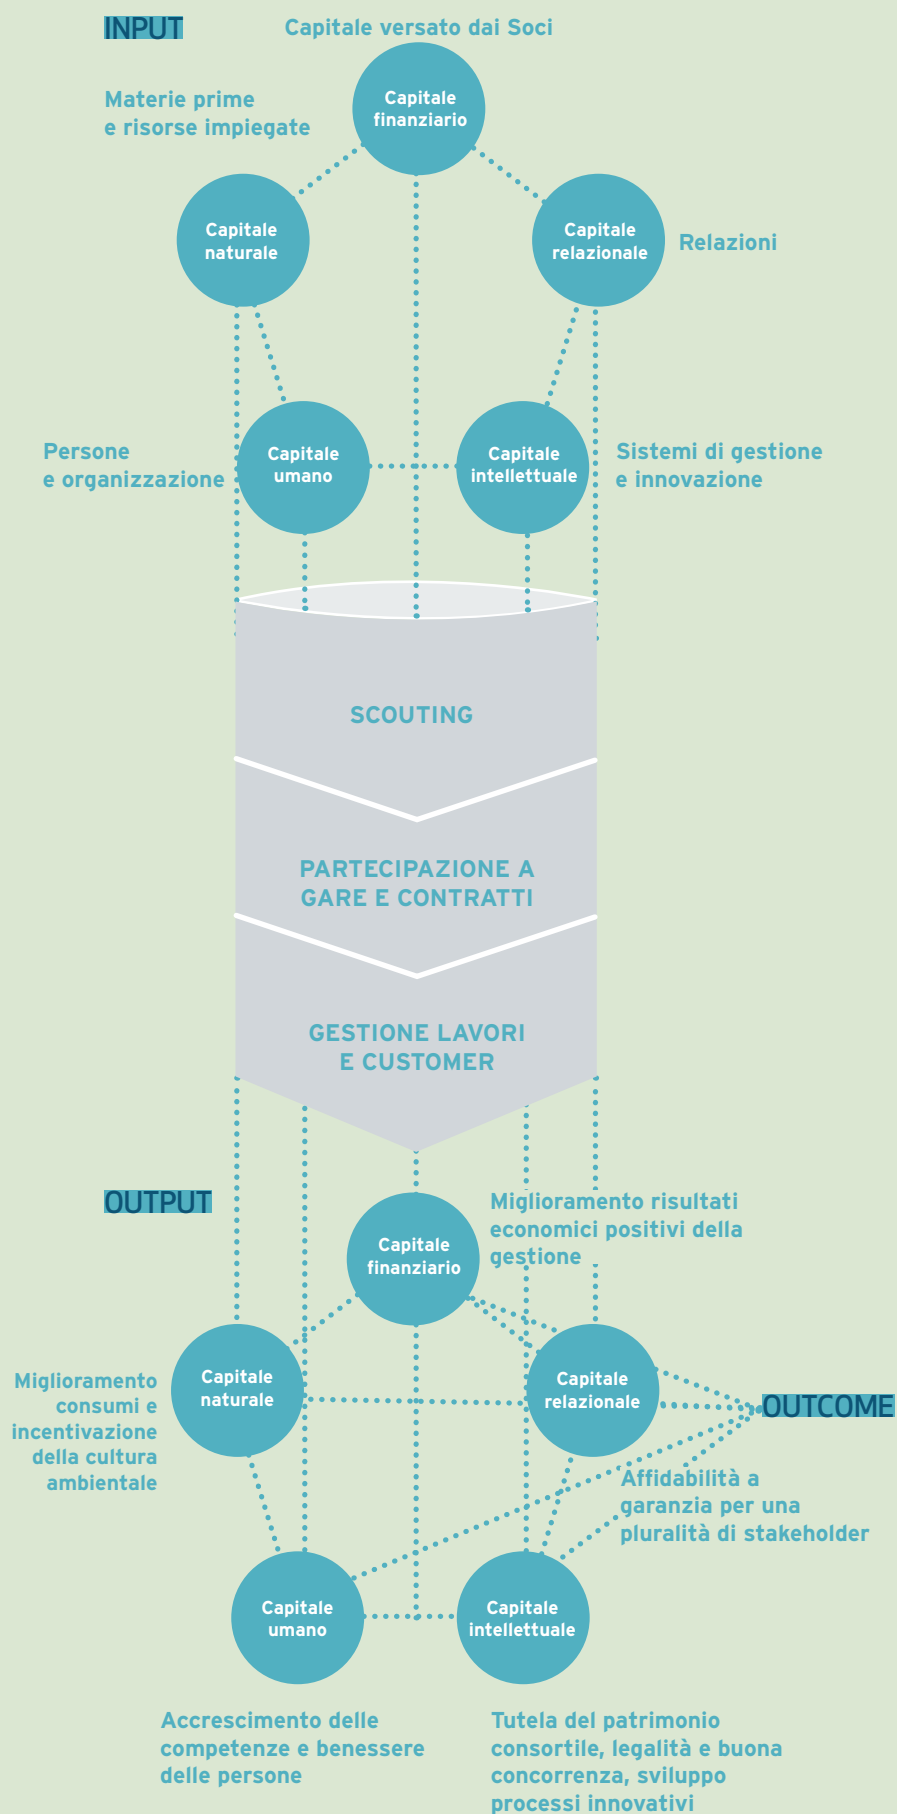 INPUT
Capitale versato dai Soci
Capitale
finanziario
Materie prime
e risorse impiegate
Capitale
naturale
Capitale
relazionale
Relazioni
Persone
e organizzazione
Capitale
umano
Capitale
intellettuale
Sistemi di gestione
e innovazione
SCOUTING
PARTECIPAZIONE A
GARE E CONTRATTI
GESTIONE LAVORI
E CUSTOMER
OUTPUT
Miglioramento risultati
economici positivi della
gestione
Capitale
finanziario
Capitale
naturale
Capitale
relazionale
Miglioramento
consumi e
incentivazione
della cultura
ambientale
OUTCOME
Affidabilità a
garanzia per una
pluralità di stakeholder
Capitale
umano
Capitale
intellettuale
Accrescimento delle
competenze e benessere
delle persone
Tutela del patrimonio
consortile, legalità e buona
concorrenza, sviluppo
processi innovativi